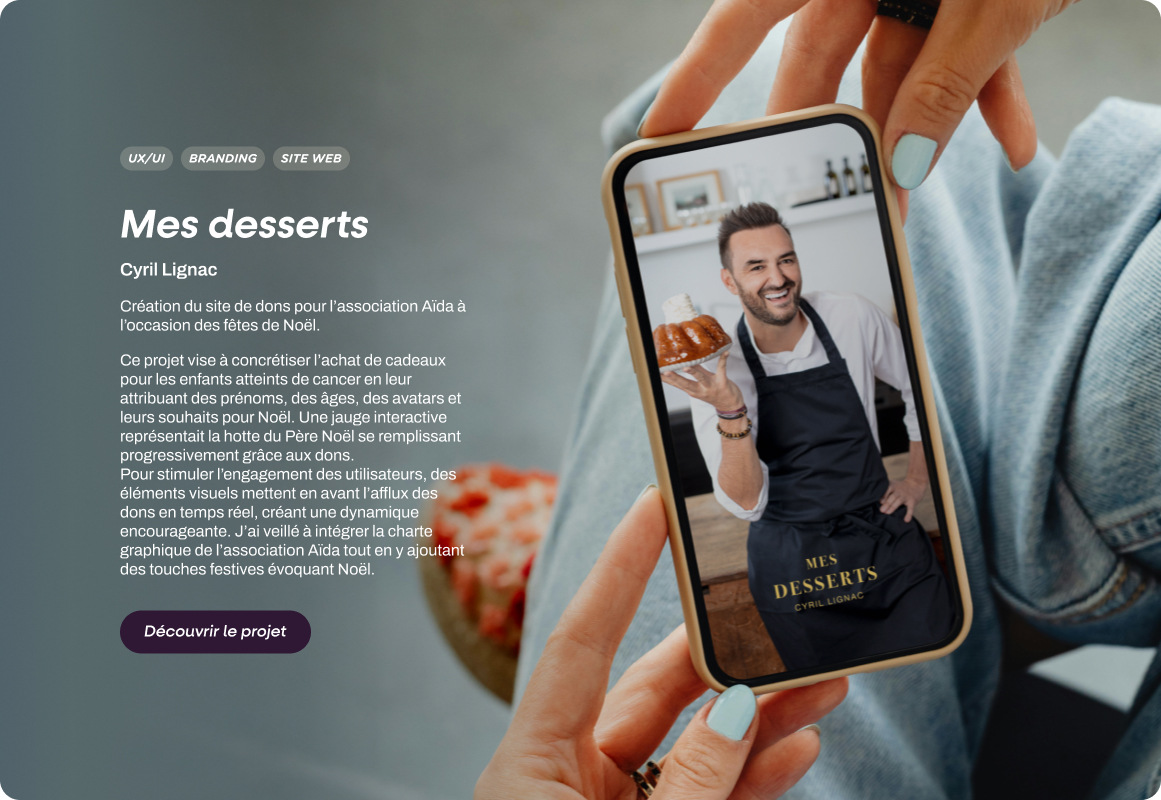 UX/UI BRANDING SITE WEB
Mes desserts
Cyril Lignac
Création du site de dons pour l’association Aïda à
l’occasion des fêtes de Noël.
Ce projet vise à concrétiser l’achat de cadeaux
pour les enfants atteints de cancer en leur
attribuant des prénoms, des âges, des avatars et
leurs souhaits pour Noël. Une jauge interactive
représentait la hotte du Père Noël se remplissant
progressivement grâce aux dons.
Pour stimuler l’engagement des utilisateurs, des
éléments visuels mettent en avant l’afflux des
dons en temps réel, créant une dynamique
encourageante. J’ai veillé à intégrer la charte
graphique de l’association Aïda tout en y ajoutant
des touches festives évoquant Noël.
Découvrir le projet
MES
DESSERTS
CYRIL LIGNAC